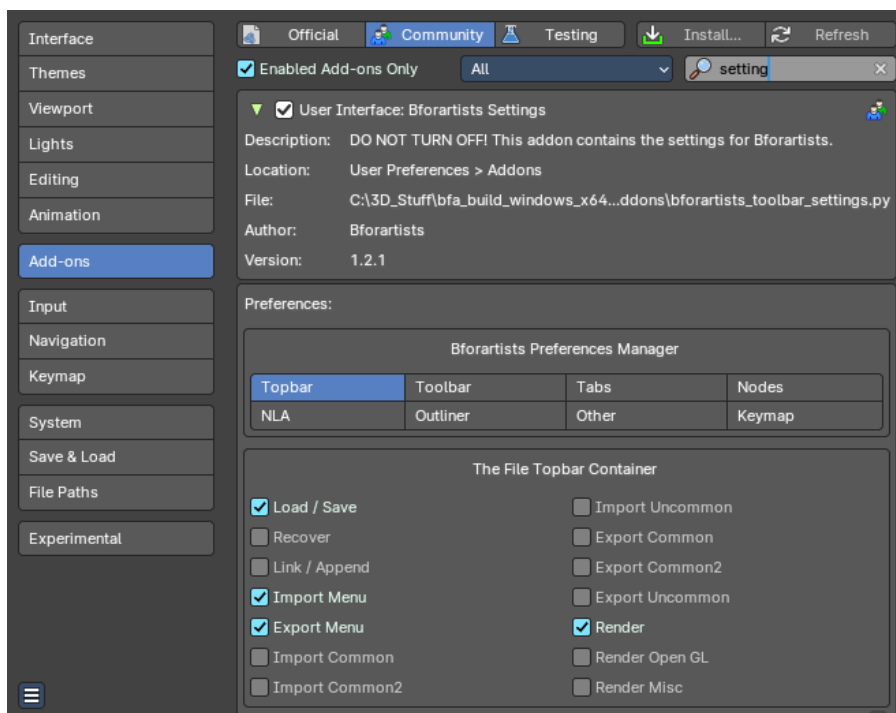 Interface
Themes
Viewport
Lights
Editing
Animation
Add-ons
Input
Navigation
Keymap
System
Save & Load
File Paths
Experimental
Official Community Testing Install... Refresh
Enabled Add-ons Only All setting
User Interface: Bforartists Settings
Description: DO NOT TURN OFF! This addon contains the settings for Bforartists.
Location: User Preferences > Addons
File: C:\3D_Stuff\bfa_build_windows_x64...ddons\bforartists_toolbar_settings.py
Author: Bforartists
Version: 1.2.1
Preferences:
Bforartists Preferences Manager
Topbar Toolbar Tabs Nodes
NLA Outliner Other Keymap
The File Topbar Container
Load / Save Import Uncommon
Recover Export Common
Link / Append Export Common2
Import Menu Export Uncommon
Export Menu Render
Import Common Render Open GL
Import Common2 Render Misc